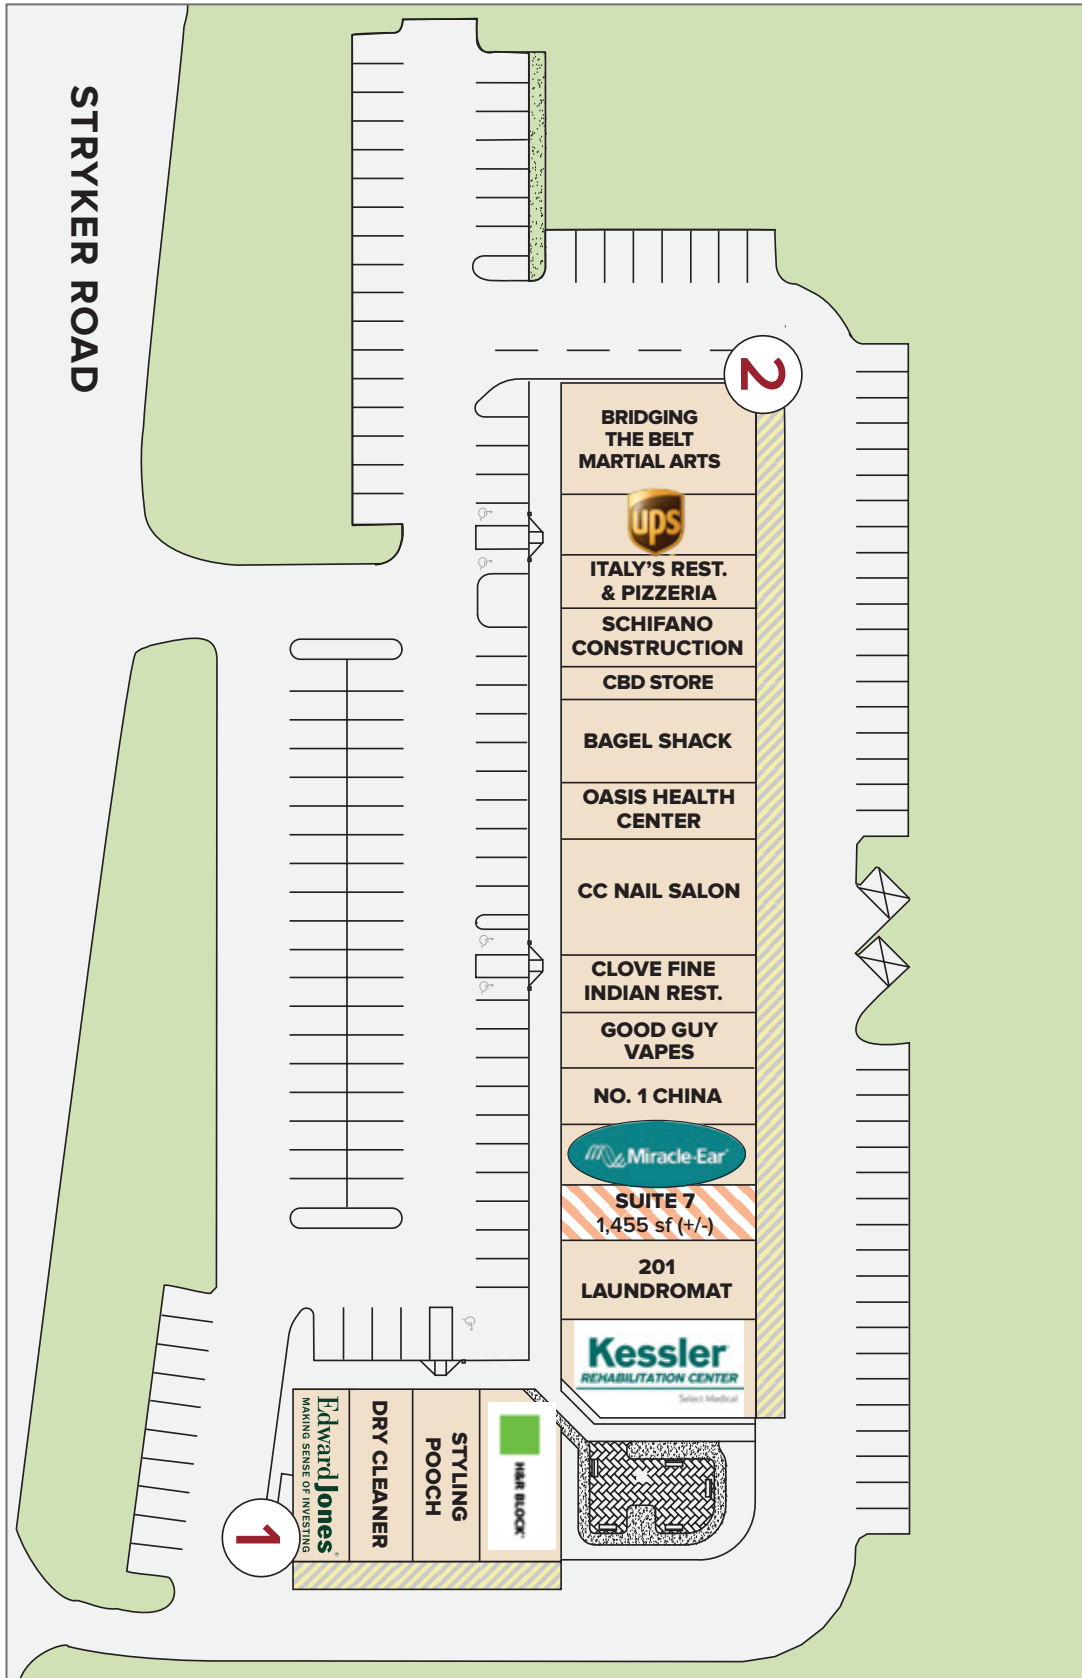 STRYKER ROAD
2
BRIDGING
THE BELT
MARTIAL ARTS
ups
ITALY’S REST.
& PIZZERIA
SCHIFANO
CONSTRUCTION
CBD STORE
BAGEL SHACK
OASIS HEALTH
CENTER
CC NAIL SALON
CLOVE FINE
INDIAN REST.
GOOD GUY
VAPES
NO. 1 CHINA
Miracle-Ear®
SUITE 7
1,455 sf (+/-)
201
LAUNDROMAT
Kessler
REHABILITATION CENTER
Select Medical
H&R BLOCK®
STYLING
POOCH
DRY CLEANER
Edward Jones®
MAKING SENSE OF INVESTING
1